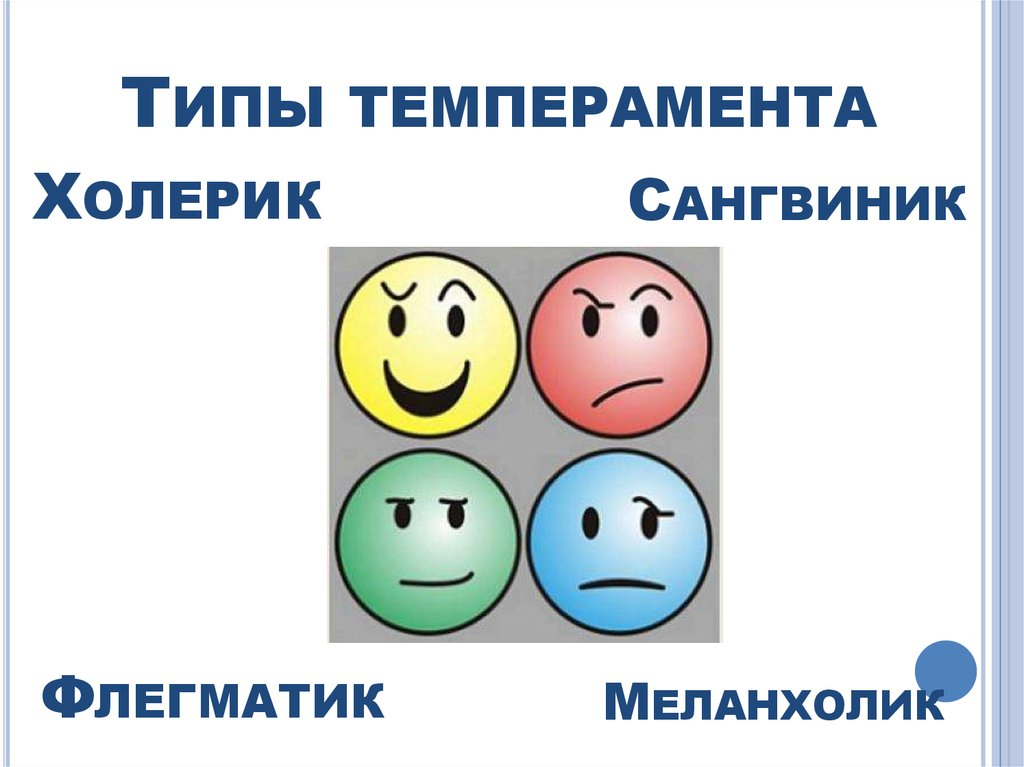 Типы темперамента
Холерик Сангвиник
Флегматик Меланхолик